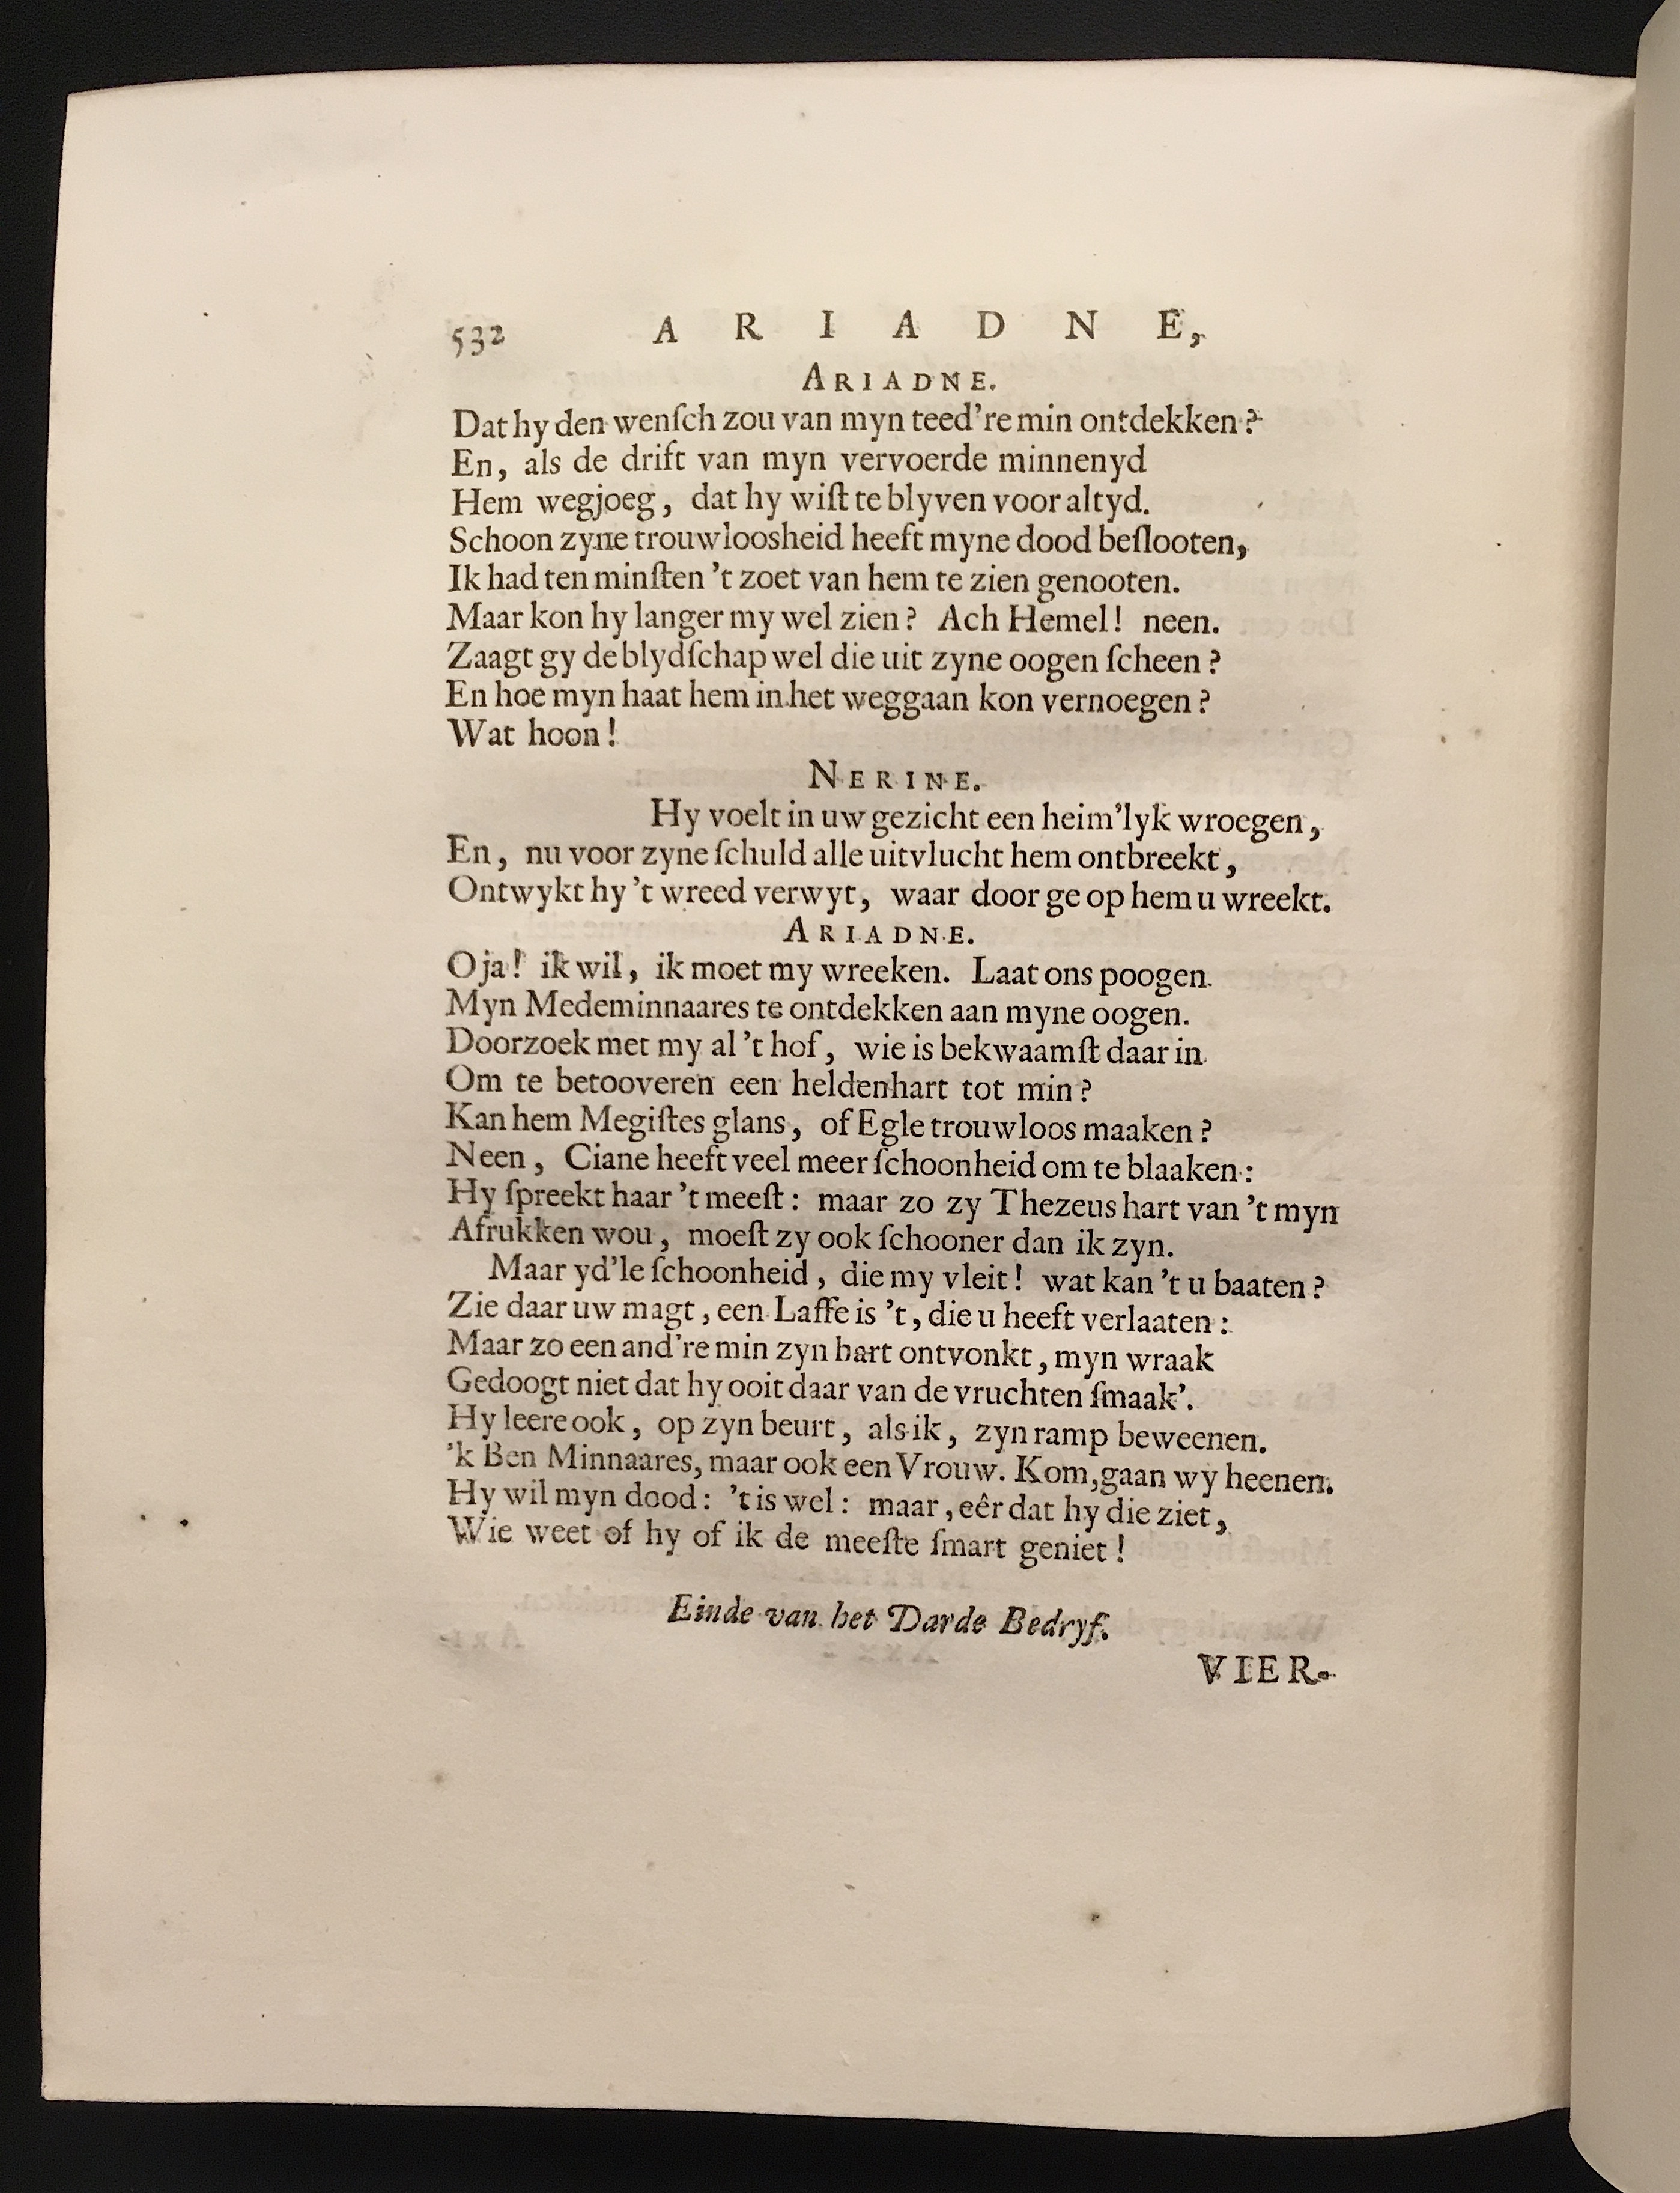 532 ARIADNE,
ARIADNE.
Dat hy den wenſch zou van myn teed're min ontdekken?
En, als de drift van myn vervoerde minnenyd
Hem wegjoeg, dat hy wiſt te blyven voor altyd.
Schoon zyne trouwloosheid heeft myne dood beſlooten,
Ik had ten minſten 't zoet van hem te zien genooten.
Maar kon hy langer my wel zien? Ach Hemel! neen.
Zaagt gy de blydſchap wel die uit zyne oogen ſcheen?
En hoe myn haat hem in het weggaan kon vernoegen?
Wat hoon!
NERINE.
Hy voelt in uw gezicht een heim'lyk wroegen,
En, nu voor zyne ſchuld alle uitvlucht hem ontbreekt,
Ontwykt hy 't wreed verwyt, waar door ge op hem u wreekt.
ARIADNE.
O ja! ik wil, ik moet my wreeken. Laat ons poogen
Myn Medeminnaares te ontdekken aan myne oogen.
Doorzoek met my al 't hof, wie is bekwaamſt daar in
Om te betooveren een heldenhart tot min?
Kan hem Megiſtes glans, of Egle trouwloos maaken?
Neen, Ciane heeft veel meer ſchoonheid om te blaaken:
Hy ſpreekt haar 't meeſt: maar zo zy Thezeus hart van 't myn
Afrukken wou, moeſt zy ook ſchooner dan ik zyn.
Maar yd'le ſchoonheid, die my vleit! wat kan 't u baaten?
Zie daar uw magt, een Laffe is 't, die u heeft verlaaten:
Maar zo een and're min zyn hart ontvonkt, myn wraak
Gedoogt niet dat hy ooit daar van de vruchten ſmaak'.
Hy leere ook, op zyn beurt, als ik, zyn ramp beweenen.
'k Ben Minnaares, maar ook een Vrouw. Kom, gaan wy heenen.
Hy wil myn dood: 't is wel: maar, eêr dat hy die ziet,
Wie weet of hy of ik de meeſte ſmart geniet!
Einde van het Darde Bedryf.
VIER-